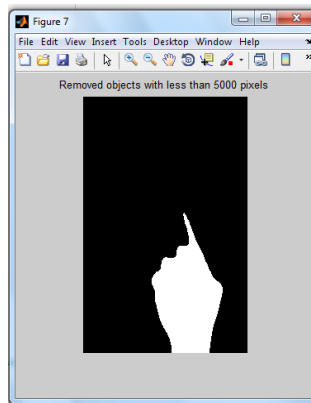 Figure 7
File Edit View Insert Tools Desktop Window Help
Removed objects with less than 5000 pixels